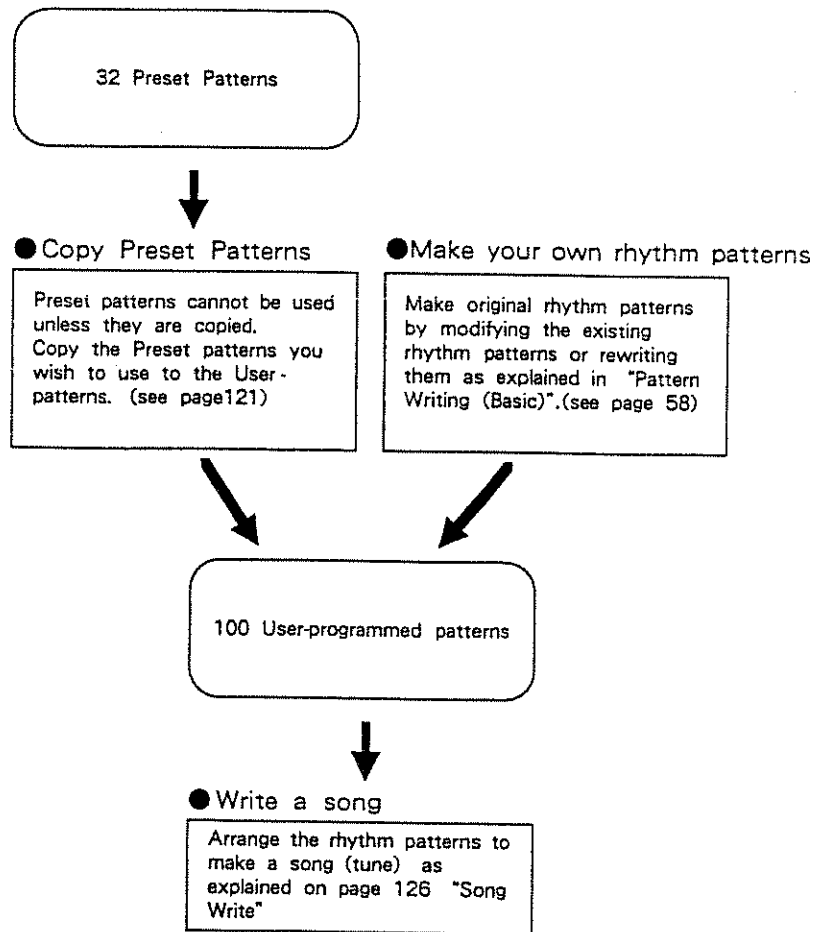 32 Preset Patterns
●Copy Preset Patterns
Preset patterns cannot be used
unless they are copied.
Copy the Preset patterns you
wish to use to the User-
patterns. (see page121)
●Make your own rhythm patterns
Make original rhythm patterns
by modifying the existing
rhythm patterns or rewriting
them as explained in "Pattern
Writing (Basic)".(see page 58)
100 User-programmed patterns
●Write a song
Arrange the rhythm patterns to
make a song (tune) as
explained on page 126 "Song
Write"